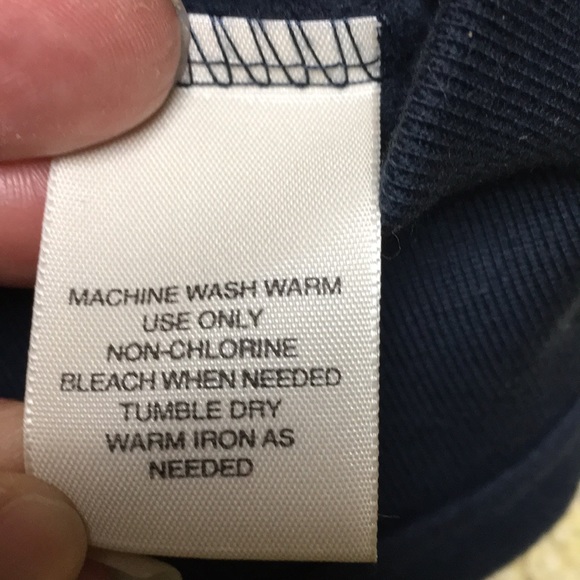 MACHINE WASH WARM
USE ONLY
NON-CHLORINE
BLEACH WHEN NEEDED
TUMBLE DRY
WARM IRON AS
NEEDED